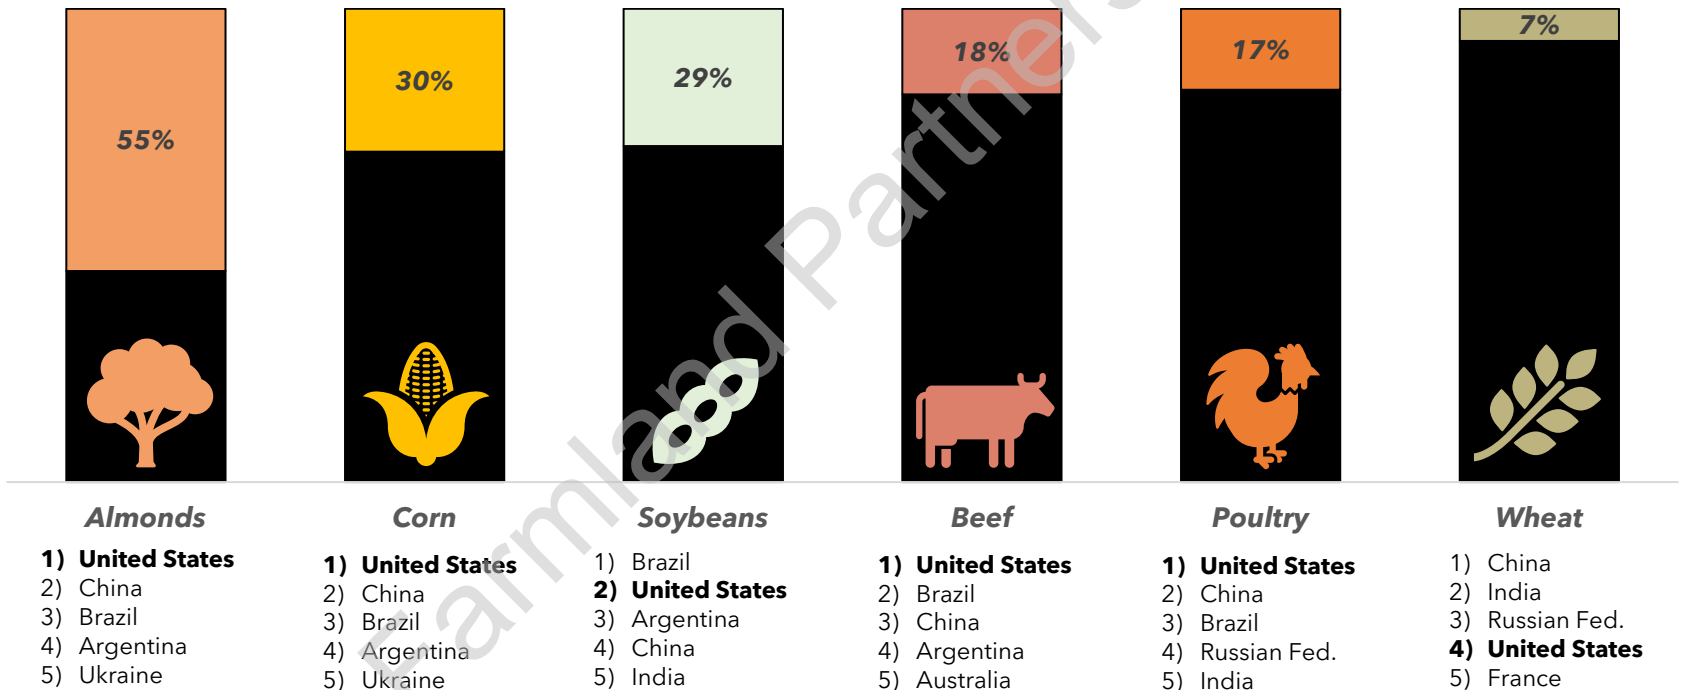 55%
30%
29%
18%
17%
7%
Almonds
1) United States
2) China
3) Brazil
4) Argentina
5) Ukraine
Corn
1) United States
2) China
3) Brazil
4) Argentina
5) Ukraine
Soybeans
1) Brazil
2) United States
3) Argentina
4) China
5) India
Beef
1) United States
2) Brazil
3) China
4) Argentina
5) Australia
Poultry
1) United States
2) China
3) Brazil
4) Russian Fed.
5) India
Wheat
1) China
2) India
3) Russian Fed.
4) United States
5) France
Farmland Partners